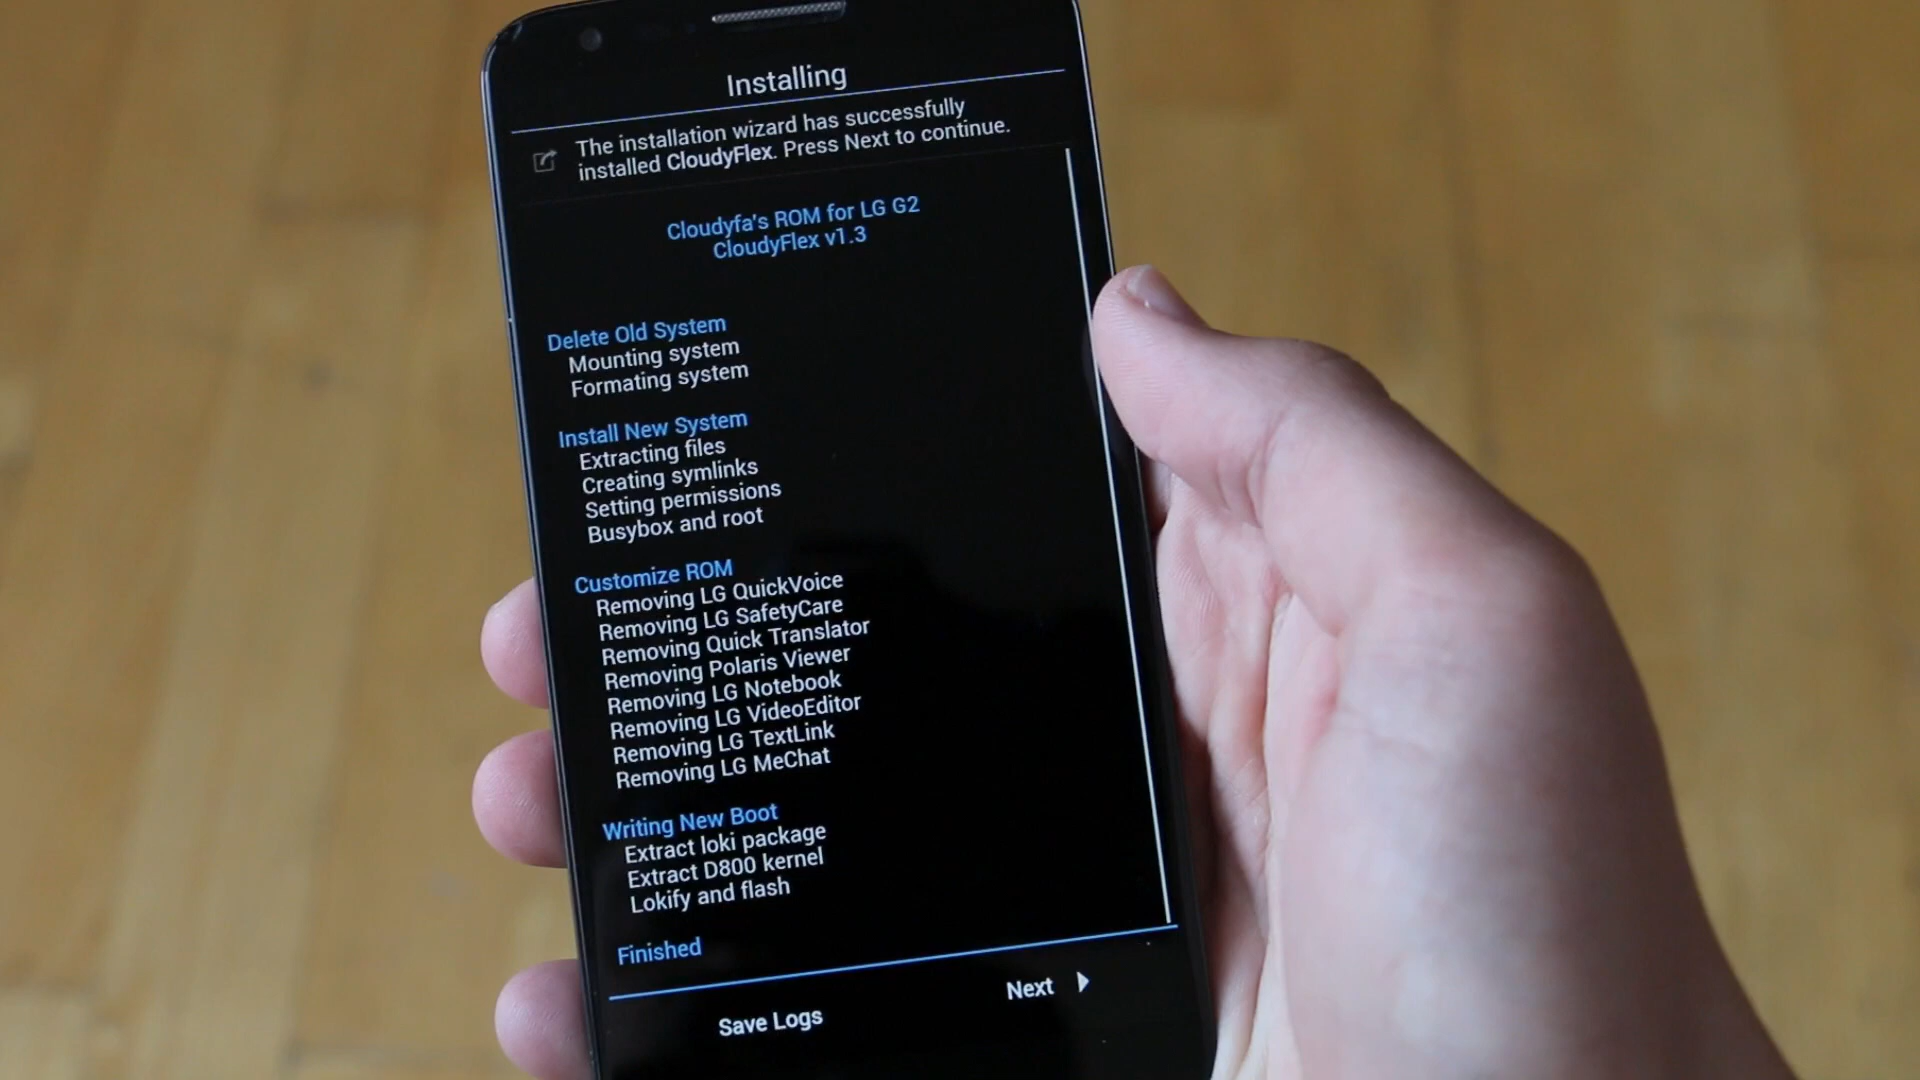 Installing
The installation wizard has successfully
installed CloudyFlex. Press Next to continue.
Cloudyfa's ROM for LG G2
CloudyFlex v1.3
Delete Old System
Mounting system
Formating system
Install New System
Extracting files
Creating symlinks
Setting permissions
Busybox and root
Customize ROM
Removing LG QuickVoice
Removing LG SafetyCare
Removing Quick Translator
Removing Polaris Viewer
Removing LG Notebook
Removing LG VideoEditor
Removing LG TextLink
Removing LG MeChat
Writing New Boot
Extract loki package
Extract D800 kernel
Lokify and flash
Finished
Next
Save Logs